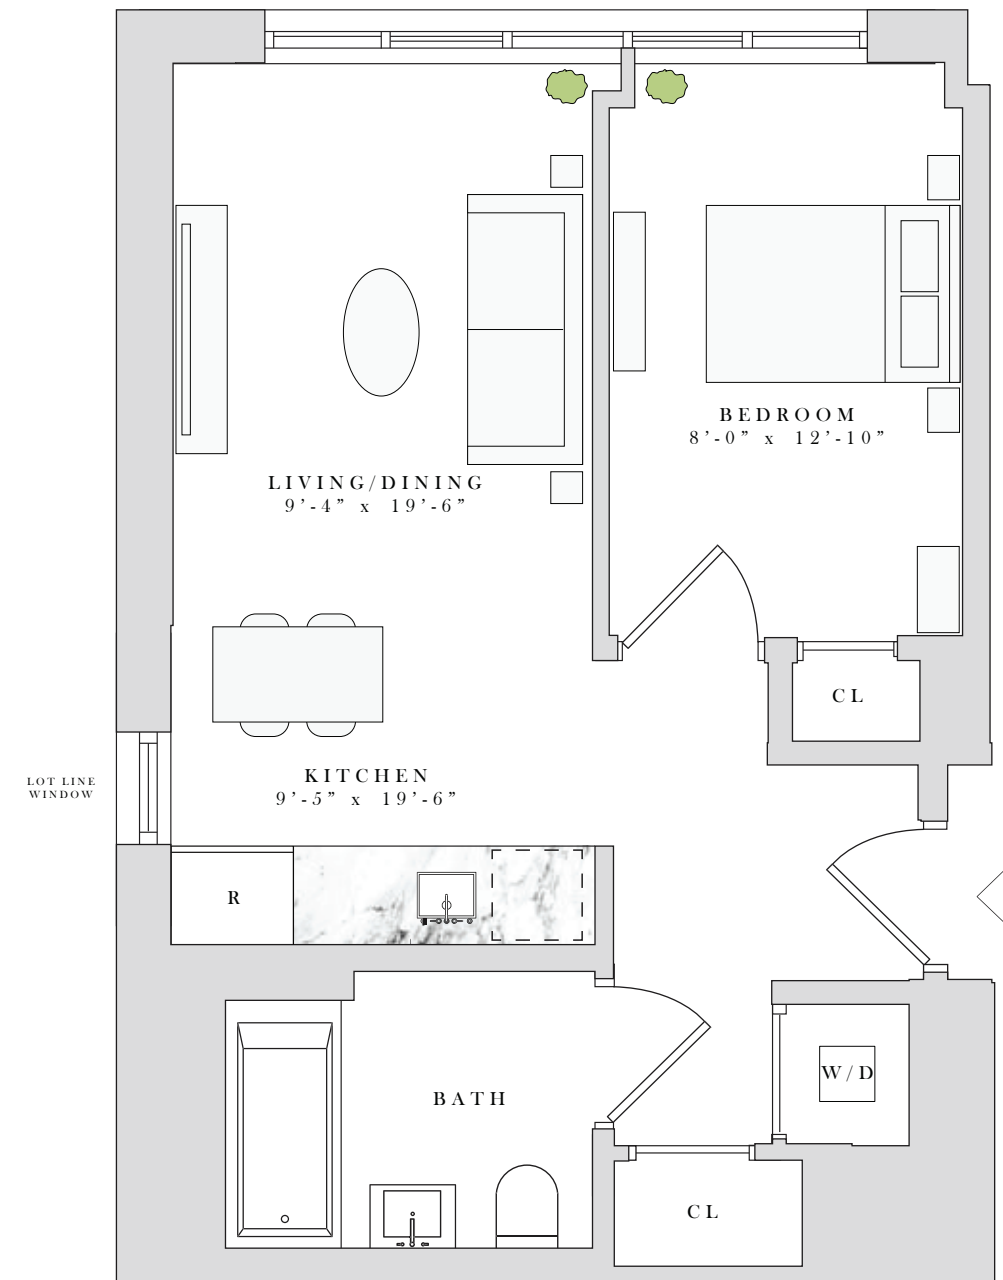 BEDROOM
8’-0” x 12’-10”
LIVING/DINING
9’-4” x 19’-6”
CL
KITCHEN
9’-5” x 19’-6”
LOT LINE
WINDOW
R
W/D
BATH
CL